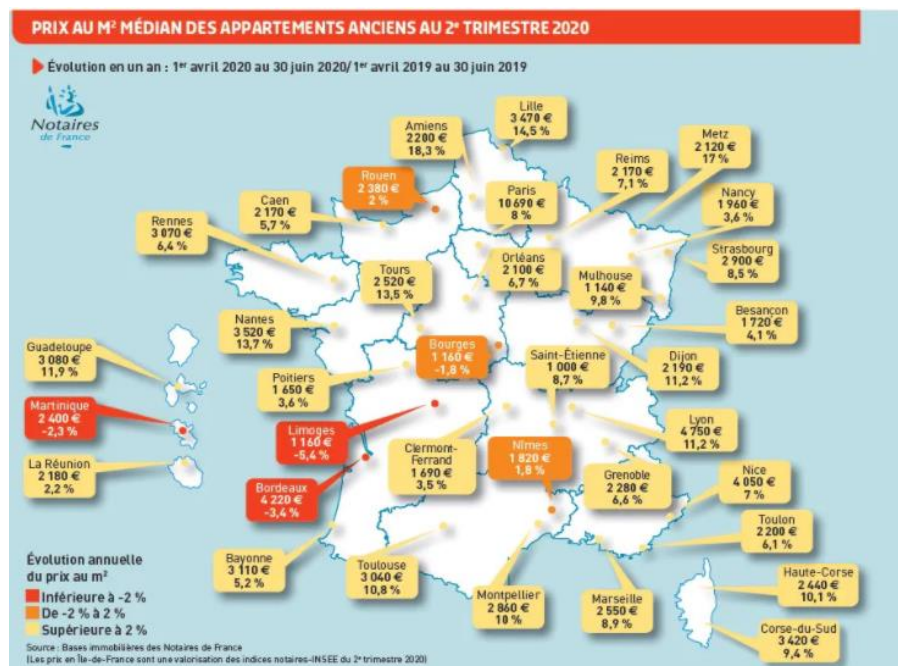 PRIX AU M² MÉDIAN DES APPARTEMENTS ANCIENS AU 2ᵉ TRIMESTRE 2020
Évolution en un an : 1ᵉʳ avril 2020 au 30 juin 2020/1ᵉʳ avril 2019 au 30 juin 2019
Notaires
de France
Lille
3 470 €
14,5 %
Amiens
2200 €
18,3 %
Metz
2 120 €
17 %
Reims
2 170 €
7,1 %
Rouen
2 380 €
2 %
Paris
10 690 €
8 %
Nancy
1 960 €
3,6 %
Caen
2 170 €
5,7 %
Rennes
3 070 €
6,4 %
Strasbourg
2 900 €
8,5 %
Orléans
2 100 €
6,7 %
Tours
2 520 €
13,5 %
Mulhouse
1 140 €
9,8 %
Besançon
1 720 €
4,1 %
Nantes
3 520 €
13,7 %
Bourges
1 160 €
-1,8 %
Guadeloupe
3 080 €
11,9 %
Saint-Étienne
1 000 €
8,7 %
Dijon
2 190 €
11,2 %
Poitiers
1 650 €
3,6 %
Martinique
2 400 €
-2,3 %
Limoges
1 160 €
-5,4 %
Lyon
4 750 €
11,2 %
Clermont-
Ferrand
1 690 €
3,5 %
Nîmes
1 820 €
1,8 %
La Réunion
2 180 €
2,2 %
Grenoble
2 280 €
6,6 %
Nice
4 050 €
7 %
Bordeaux
4 220 €
-3,4 %
Toulon
2 200 €
6,1 %
Bayonne
3 110 €
5,2 %
Toulouse
3 040 €
10,8 %
Montpellier
2 860 €
10 %
Marseille
2 550 €
8,9 %
Haute-Corse
2 440 €
10,1 %
Corse-du-Sud
3 420 €
9,4 %
Évolution annuelle
du prix au m²
Inférieure à -2 %
De -2 % à 2 %
Supérieure à 2 %
Source : Bases immobilières des Notaires de France
(Les prix en Île-de-France sont une valorisation des indices notaires-INSEE du 2ᵉ trimestre 2020)